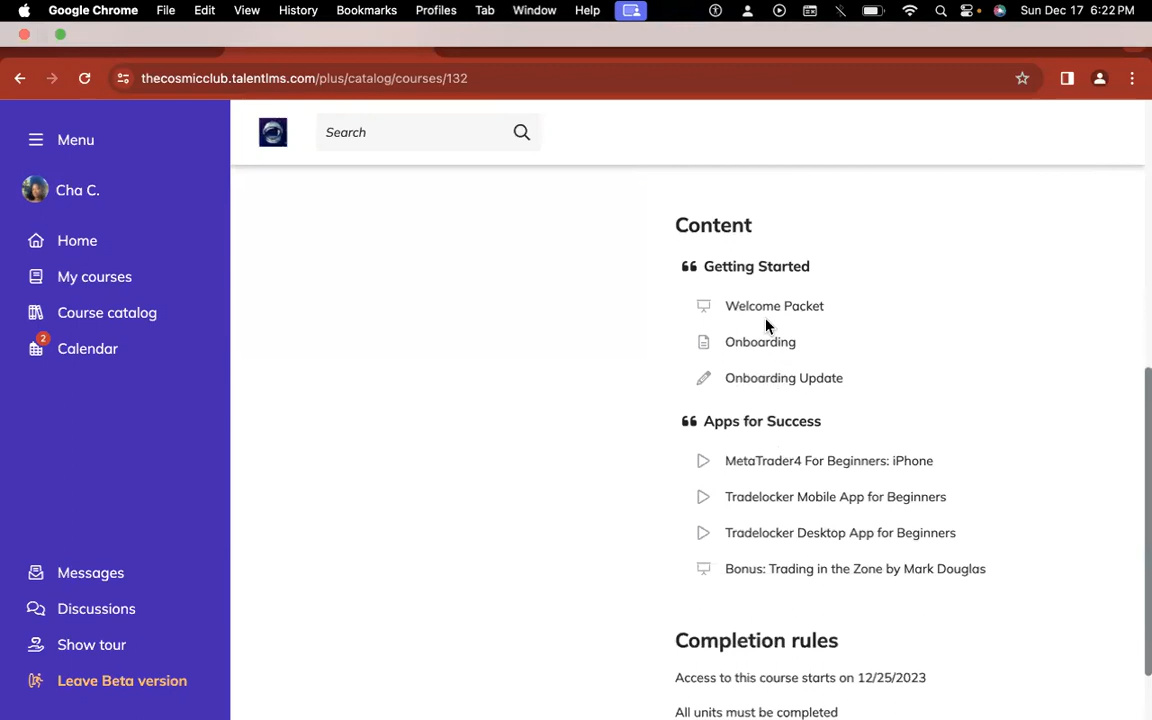 Google Chrome File Edit View History Bookmarks Profiles Tab Window Help Sun Dec 17 6:22 PM
thecosmicclub.talentlms.com/plus/catalog/courses/132
Menu
Search
Cha C.
Home
My courses
Course catalog
2
Calendar
Messages
Discussions
Show tour
Leave Beta version
Content
Getting Started
Welcome Packet
Onboarding
Onboarding Update
Apps for Success
MetaTrader4 For Beginners: iPhone
Tradelocker Mobile App for Beginners
Tradelocker Desktop App for Beginners
Bonus: Trading in the Zone by Mark Douglas
Completion rules
Access to this course starts on 12/25/2023
All units must be completed